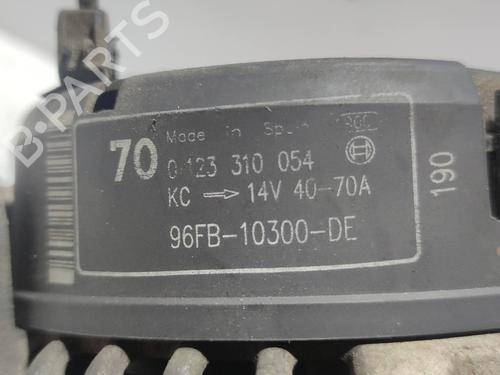 70 Made in Spain
0 123 310 054
KC → 14V 40-70A
96FB-10300-DE
190
B-PARTS